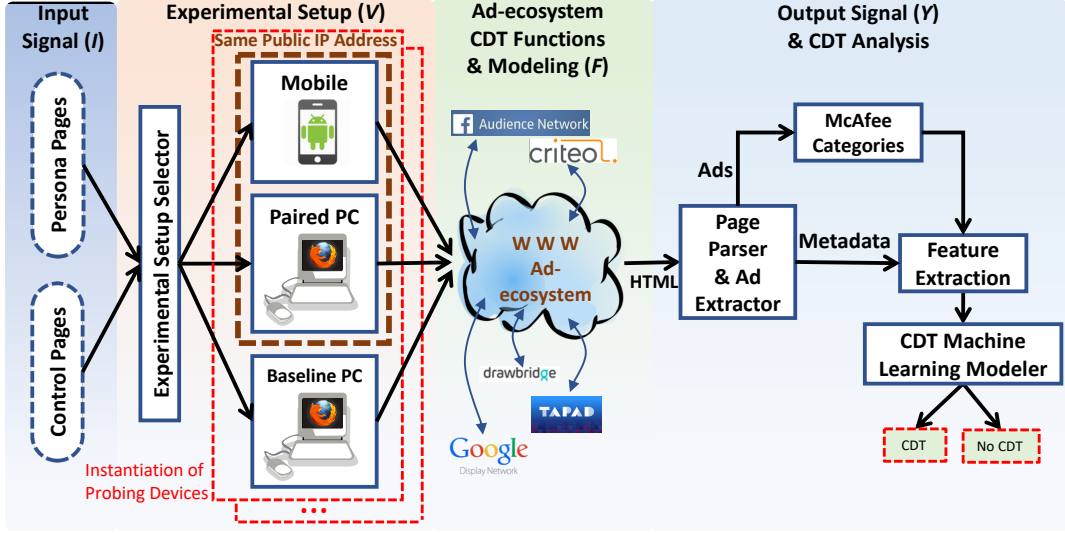 Input
Signal (I)
Persona Pages
Control Pages
Experimental Setup (V)
Experimental Setup Selector
Same Public IP Address
Mobile
Paired PC
Baseline PC
Instantiation of
Probing Devices
...
Ad-ecosystem
CDT Functions
& Modeling (F)
f Audience Network
criteo.
W W W
Ad-
ecosystem
drawbridge
TAPAD
Google
Display Network
HTML
Output Signal (Y)
& CDT Analysis
McAfee
Categories
Ads
Page
Parser
& Ad
Extractor
Metadata
Feature
Extraction
CDT Machine
Learning Modeler
CDT
No CDT